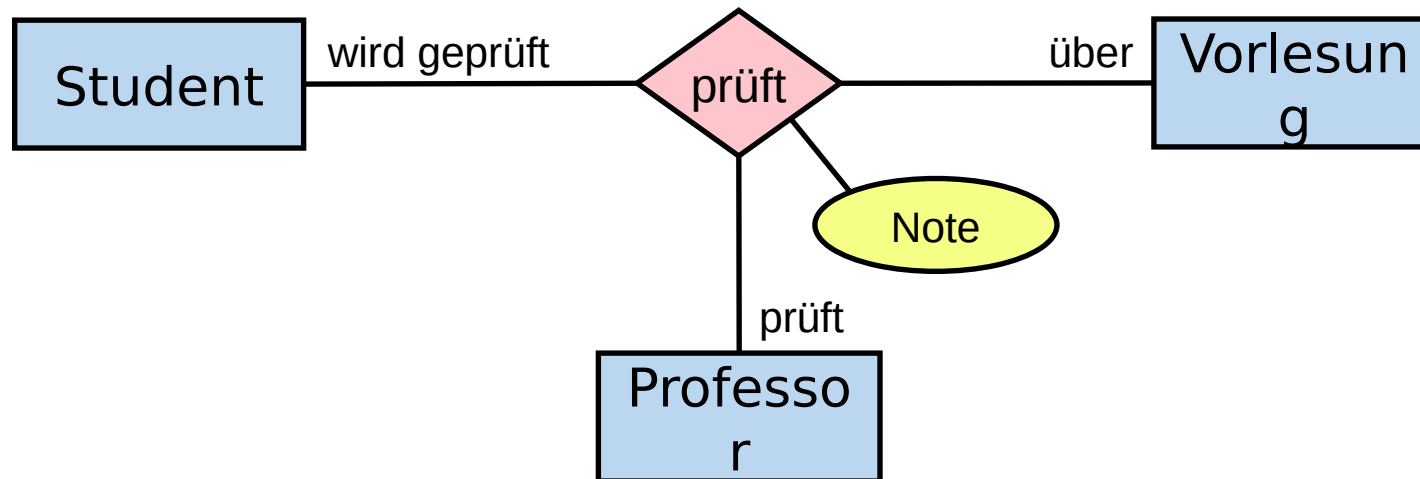 Student
wird geprüft
prüft
über
Vorlesun
g
Note
prüft
Professo
r